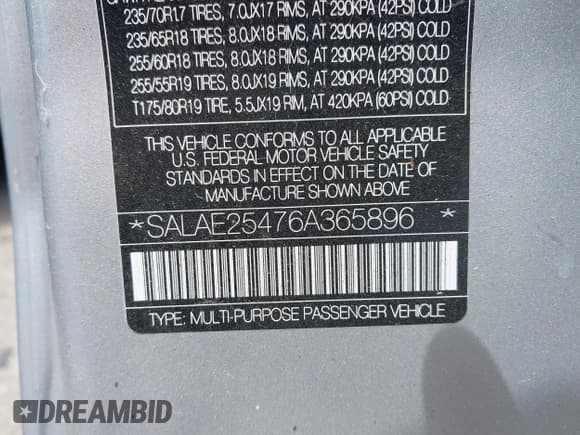 235/70R17 TIRES, 7.0JX17 RIMS, AT 290KPA (42PSI) COLD
235/65R18 TIRES, 8.0JX18 RIMS, AT 290KPA (42PSI) COLD
255/60R18 TIRES, 8.0JX18 RIMS, AT 290KPA (42PSI) COLD
255/55R19 TIRES, 8.0JX19 RIMS, AT 290KPA (42PSI) COLD
T175/80R19 TIRE, 5.5JX19 RIM, AT 420KPA (60PSI) COLD
THIS VEHICLE CONFORMS TO ALL APPLICABLE
U.S. FEDERAL MOTOR VEHICLE SAFETY
STANDARDS IN EFFECT ON THE DATE OF
MANUFACTURE SHOWN ABOVE.
*SALAE25476A365896 *
TYPE: MULTI-PURPOSE PASSENGER VEHICLE
DREAMBID